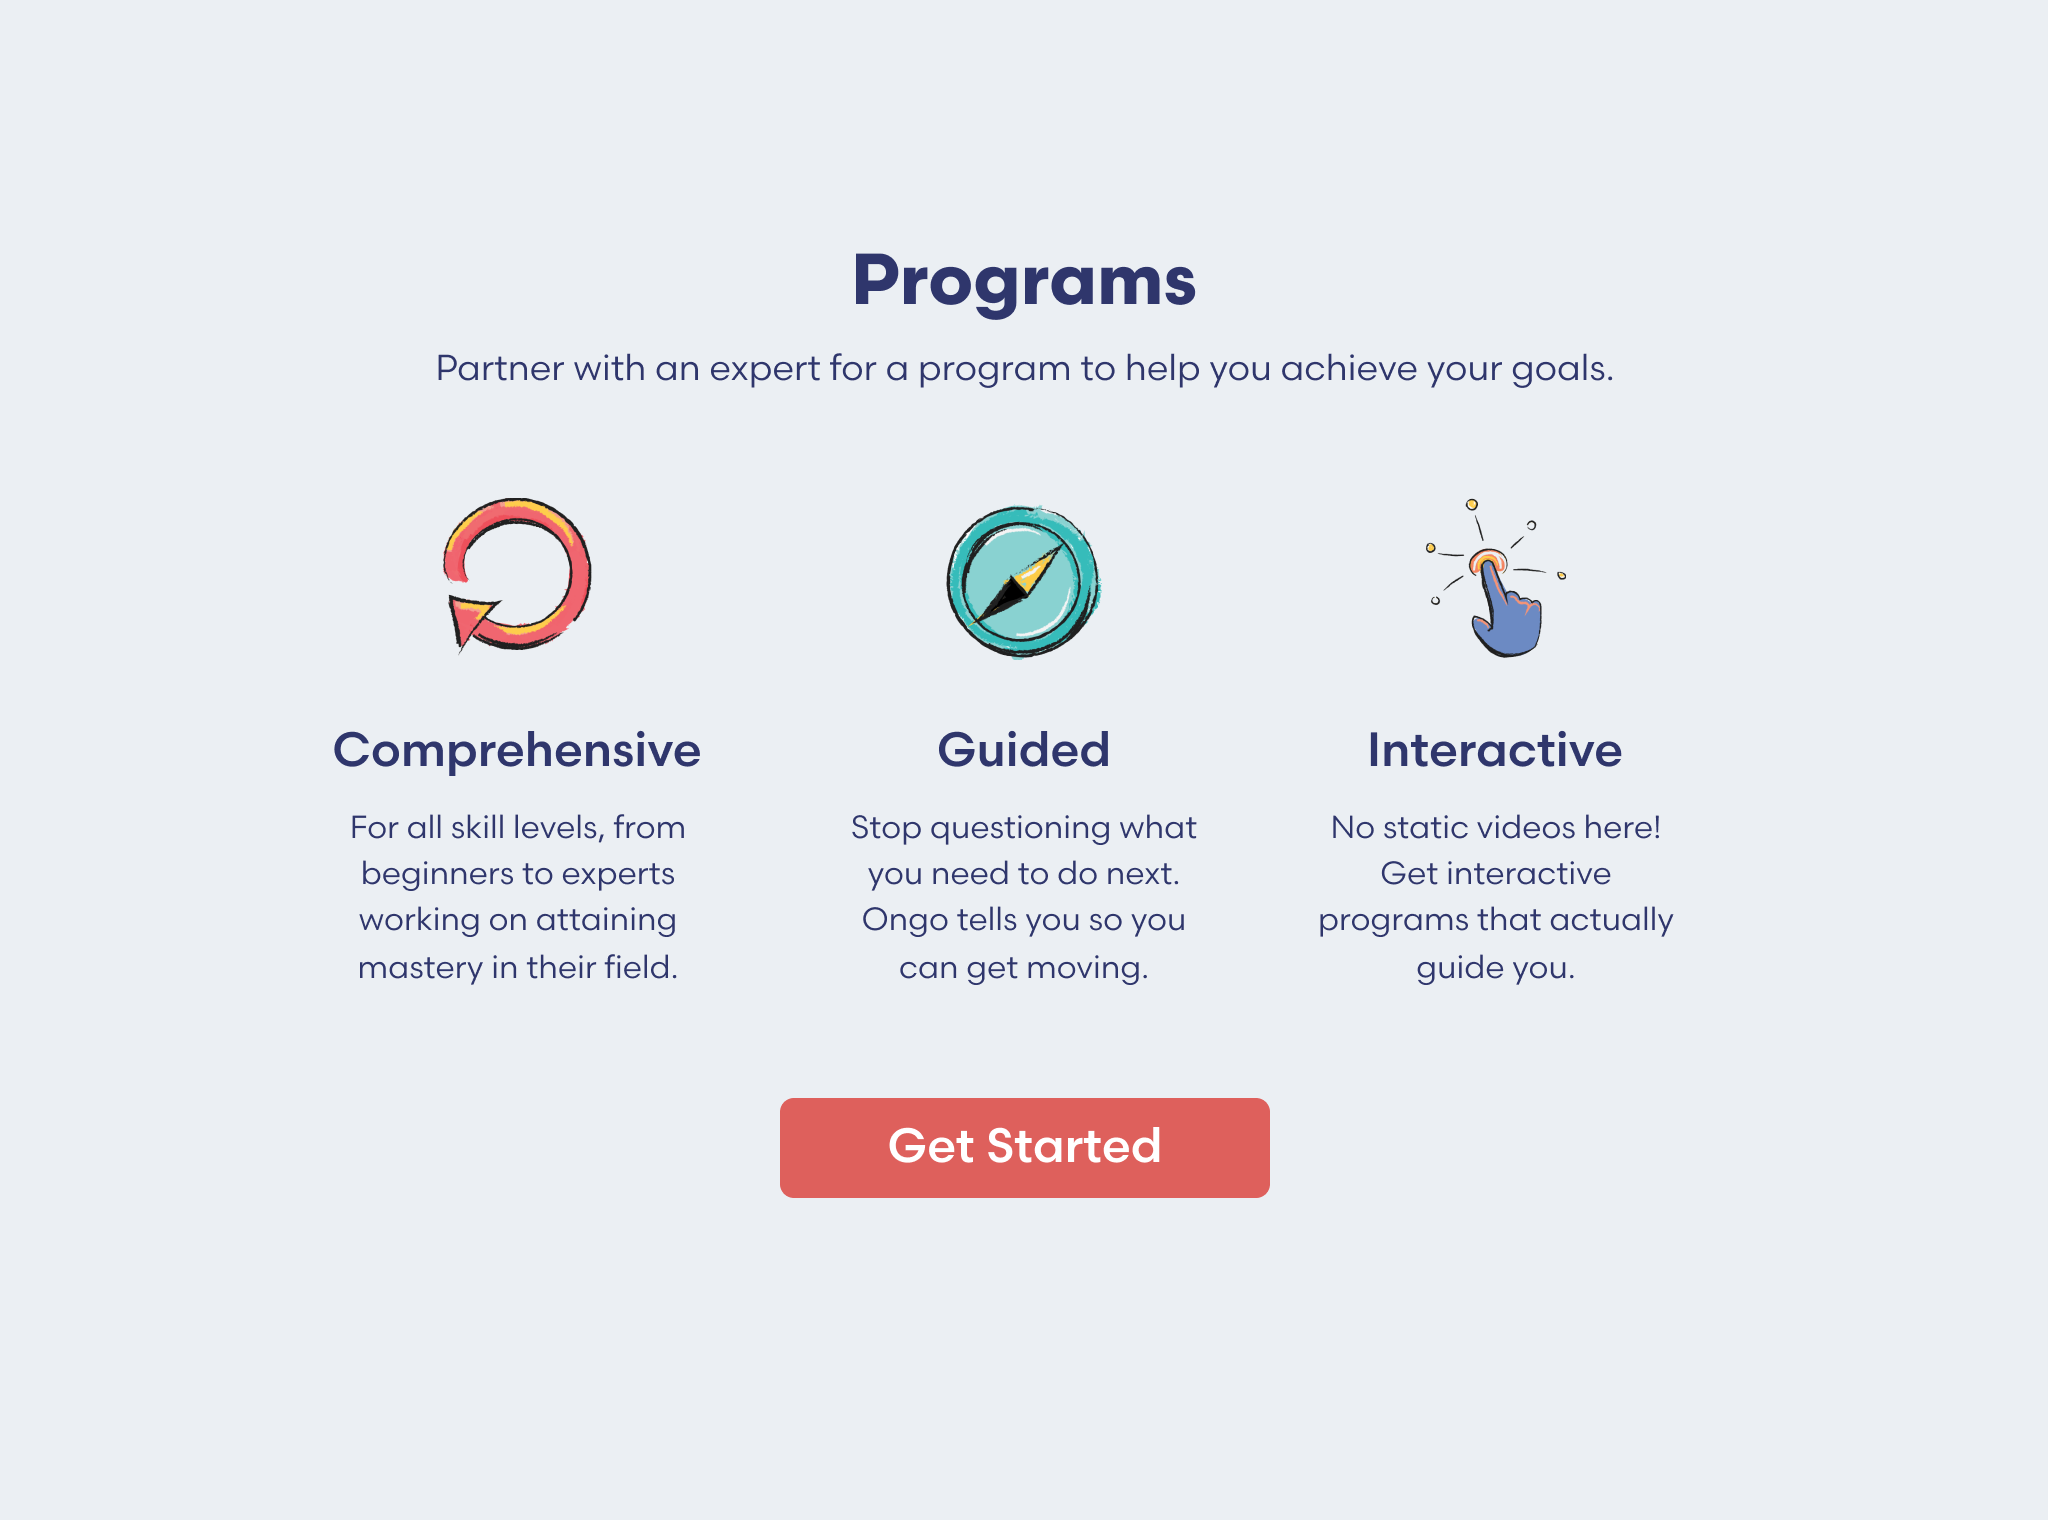 Programs
Partner with an expert for a program to help you achieve your goals.
Comprehensive
For all skill levels, from
beginners to experts
working on attaining
mastery in their field.
Guided
Stop questioning what
you need to do next.
Ongo tells you so you
can get moving.
Interactive
No static videos here!
Get interactive
programs that actually
guide you.
Get Started